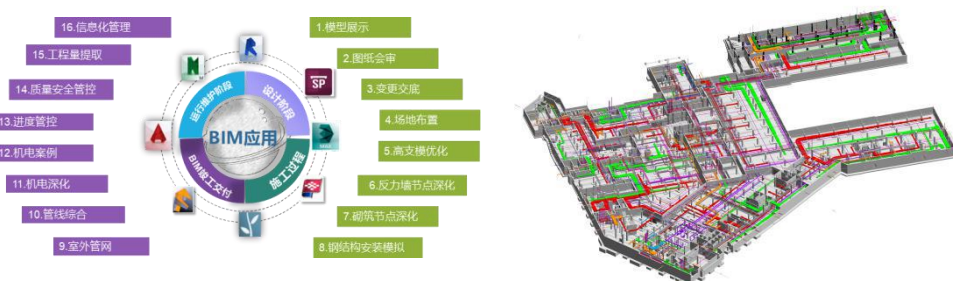 16.信息化管理
15.工程量提取
14.质量安全管控
13.进度管控
12.机电案例
11.机电深化
10.管线综合
9.室外管网
运行维护阶段
设计阶段
BIM应用
BIM竣工交付
施工过程
SP
1.模型展示
2.图纸会审
3.变更交底
4.场地布置
5.高支模优化
6.反力墙节点深化
7.砌筑节点深化
8.钢结构安装模拟